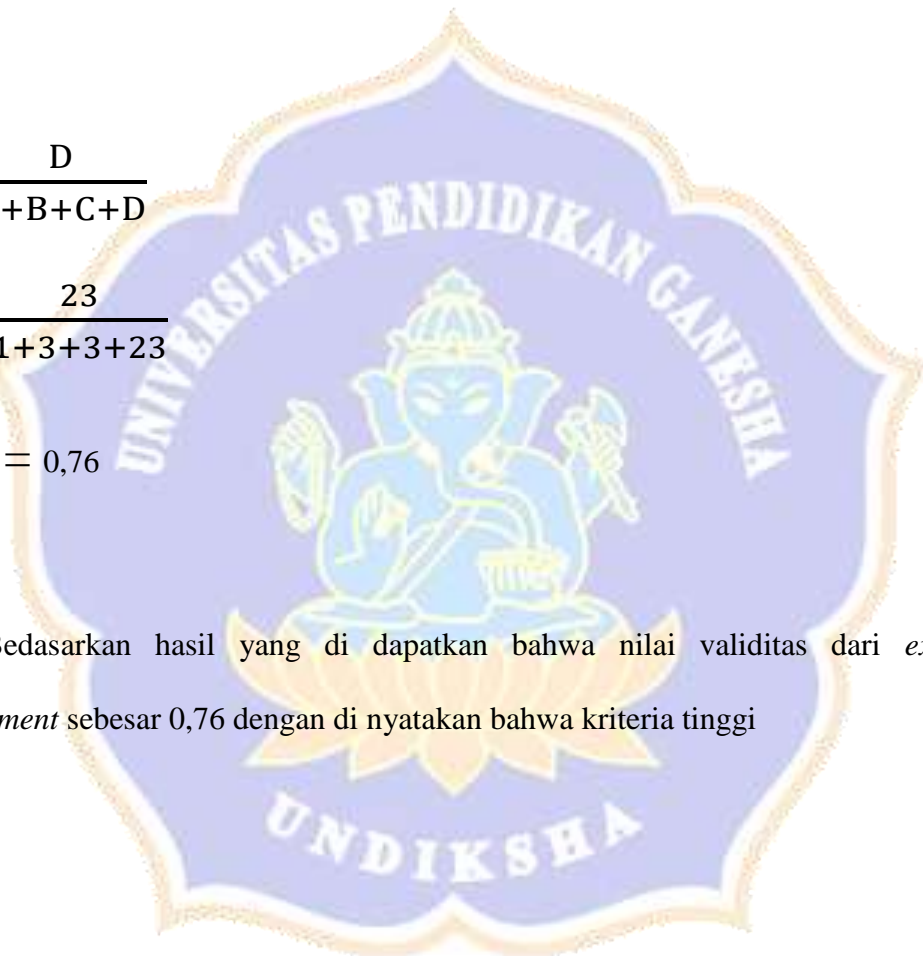 D
+B+C+D
23
1+3+3+23
= 0,76
UNIVERSITAS PENDIDIKAN GANESHA
edasarkan hasil yang di dapatkan bahwa nilai validitas dari ex
ment sebesar 0,76 dengan di nyatakan bahwa kriteria tinggi
UNDIKSHA